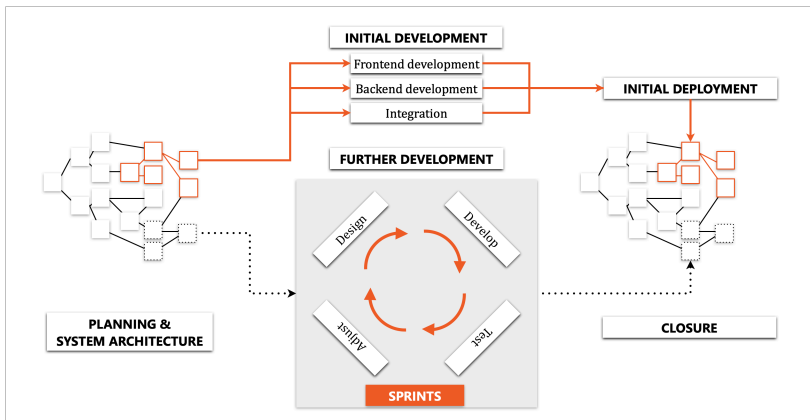 INITIAL DEVELOPMENT
Frontend development
Backend development
Integration
INITIAL DEPLOYMENT
FURTHER DEVELOPMENT
Design
Develop
Adjust
Test
PLANNING &
SYSTEM ARCHITECTURE
CLOSURE
SPRINTS